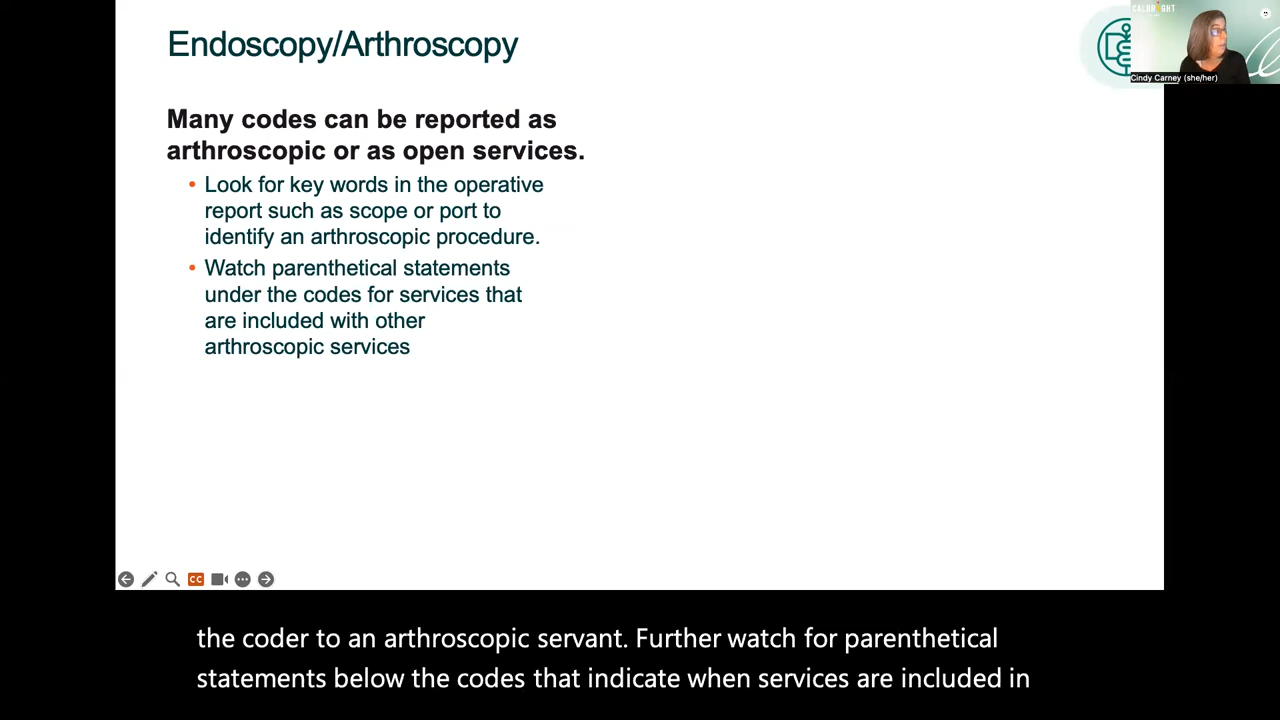 Endoscopy/Arthroscopy
CALBRIGHT
Cindy Carney (she/her)
Many codes can be reported as
arthroscopic or as open services.
• Look for key words in the operative
report such as scope or port to
identify an arthroscopic procedure.
• Watch parenthetical statements
under the codes for services that
are included with other
arthroscopic services
CC
the coder to an arthroscopic servant. Further watch for parenthetical
statements below the codes that indicate when services are included in